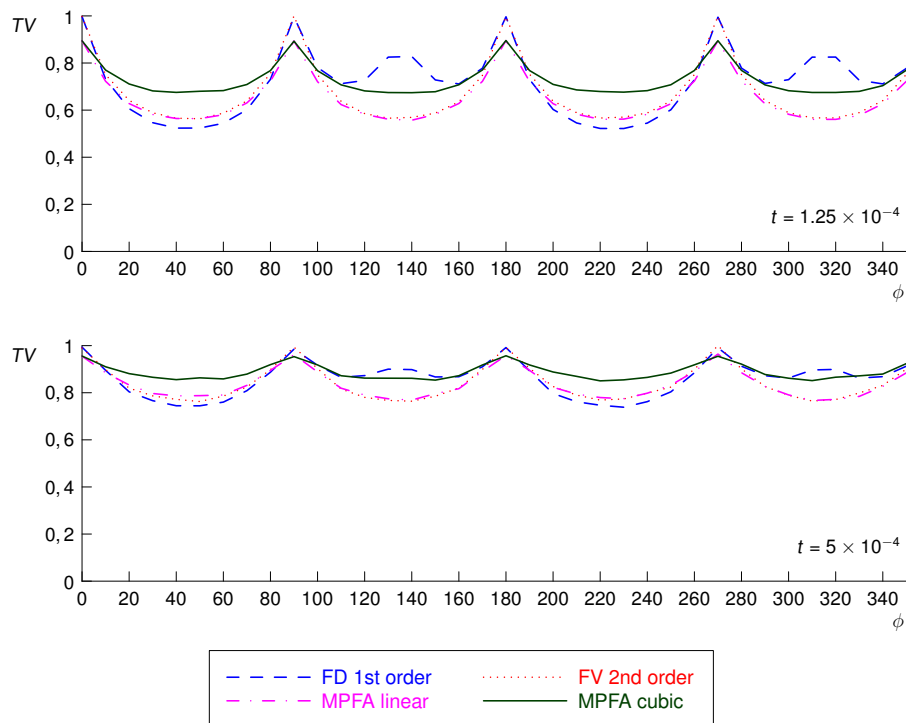 TV
1
0, 8
0, 6
0, 4
0, 2
0
t = 1.25 × 10⁻⁴
0 20 40 60 80 100 120 140 160 180 200 220 240 260 280 300 320 340
ϕ
TV
1
0, 8
0, 6
0, 4
0, 2
0
t = 5 × 10⁻⁴
0 20 40 60 80 100 120 140 160 180 200 220 240 260 280 300 320 340
ϕ
FD 1st order FV 2nd order
MPFA linear MPFA cubic